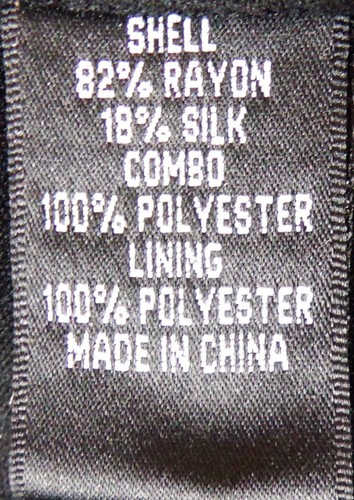 SHELL
82% RAYON
18% SILK
COMBO
100% POLYESTER
LINING
100% POLYESTER
MADE IN CHINA